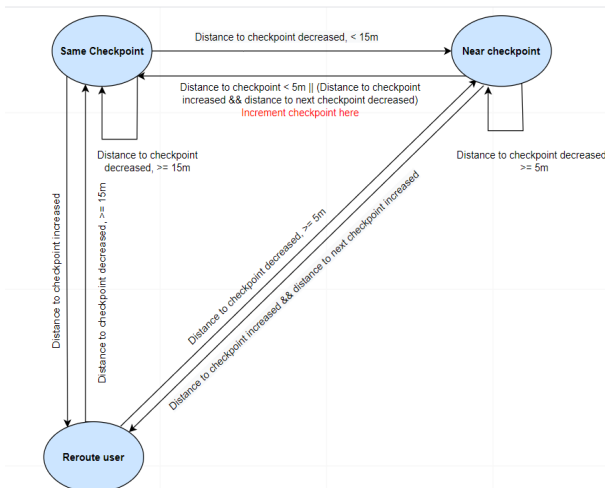 Distance to checkpoint decreased, < 15m
Same Checkpoint
Near checkpoint
Distance to checkpoint < 5m || (Distance to checkpoint
increased && distance to next checkpoint decreased)
Increment checkpoint here
Distance to checkpoint
decreased, >= 15m
Distance to checkpoint decreased,
>= 5m
Distance to checkpoint increased
Distance to checkpoint decreased, >= 15m
Distance to checkpoint decreased, >= 5m
Distance to checkpoint increased && distance to next checkpoint increased
Reroute user